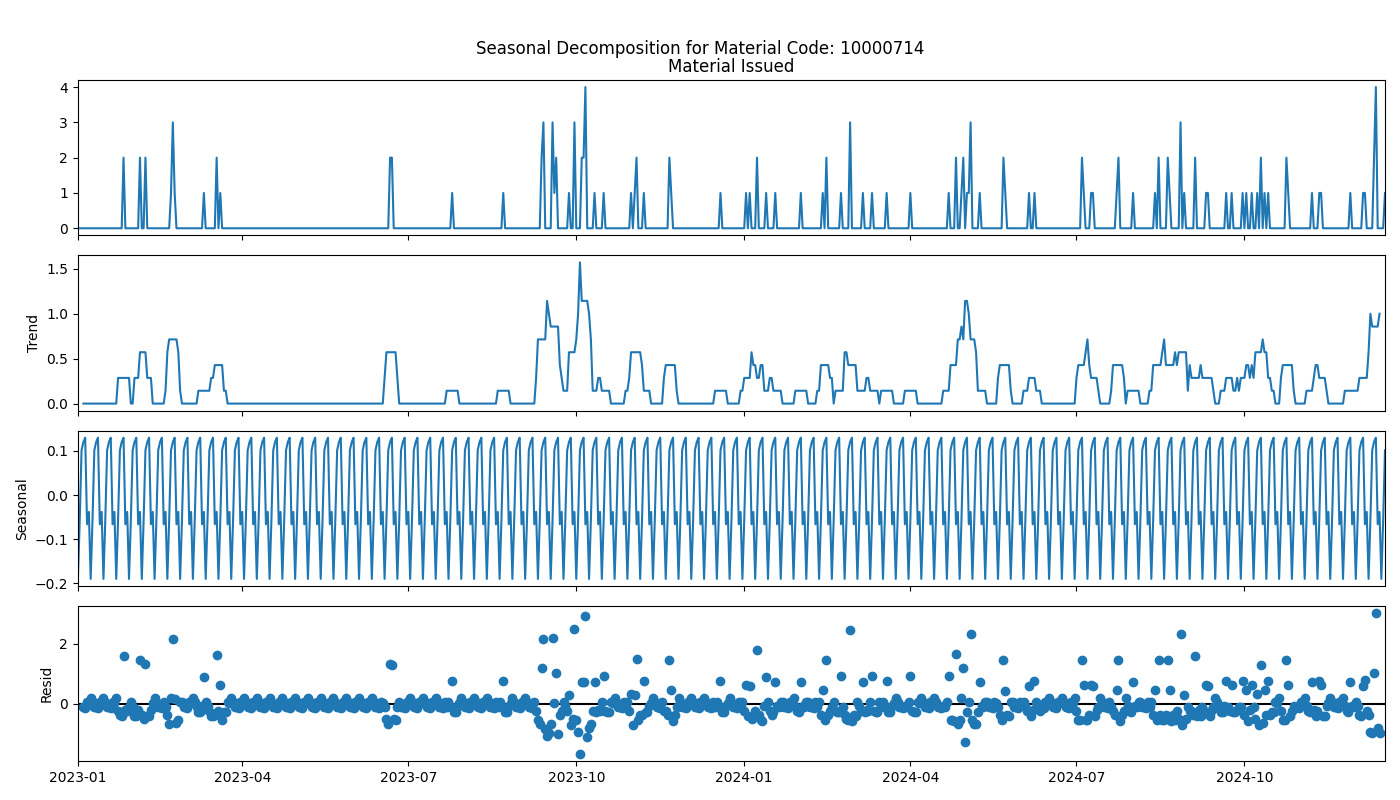 Seasonal Decomposition for Material Code: 10000714
Material Issued
4
3
2
1
0
1.5
1.0
0.5
0.0
Trend
0.1
0.0
−0.1
−0.2
Seasonal
2
0
Resid
2023-01 2023-04 2023-07 2023-10 2024-01 2024-04 2024-07 2024-10